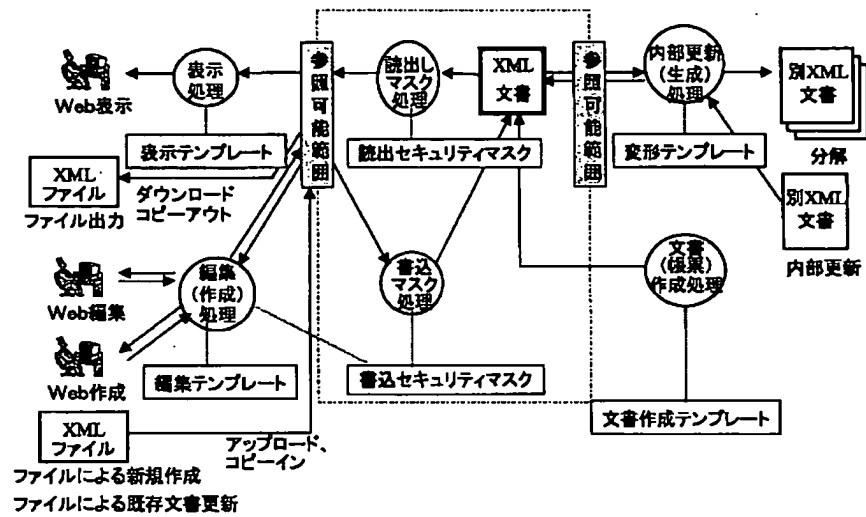 表示
処理
Web表示
表示テンプレート
XML
ファイル
ファイル出力
ダウンロード
コピーアウト
参照可能範囲
読出し
マスク
処理
読出セキュリティマスク
XML
文書
参照可能範囲
内部更新
(生成)
処理
変形テンプレート
別XML
文書
分解
別XML
文書
内部更新
編集
(作成)
処理
Web編集
Web作成
編集テンプレート
書込
マスク
処理
書込セキュリティマスク
文書
(帳票)
作成処理
文書作成テンプレート
XML
ファイル
アップロード、
コピーイン
ファイルによる新規作成
ファイルによる既存文書更新